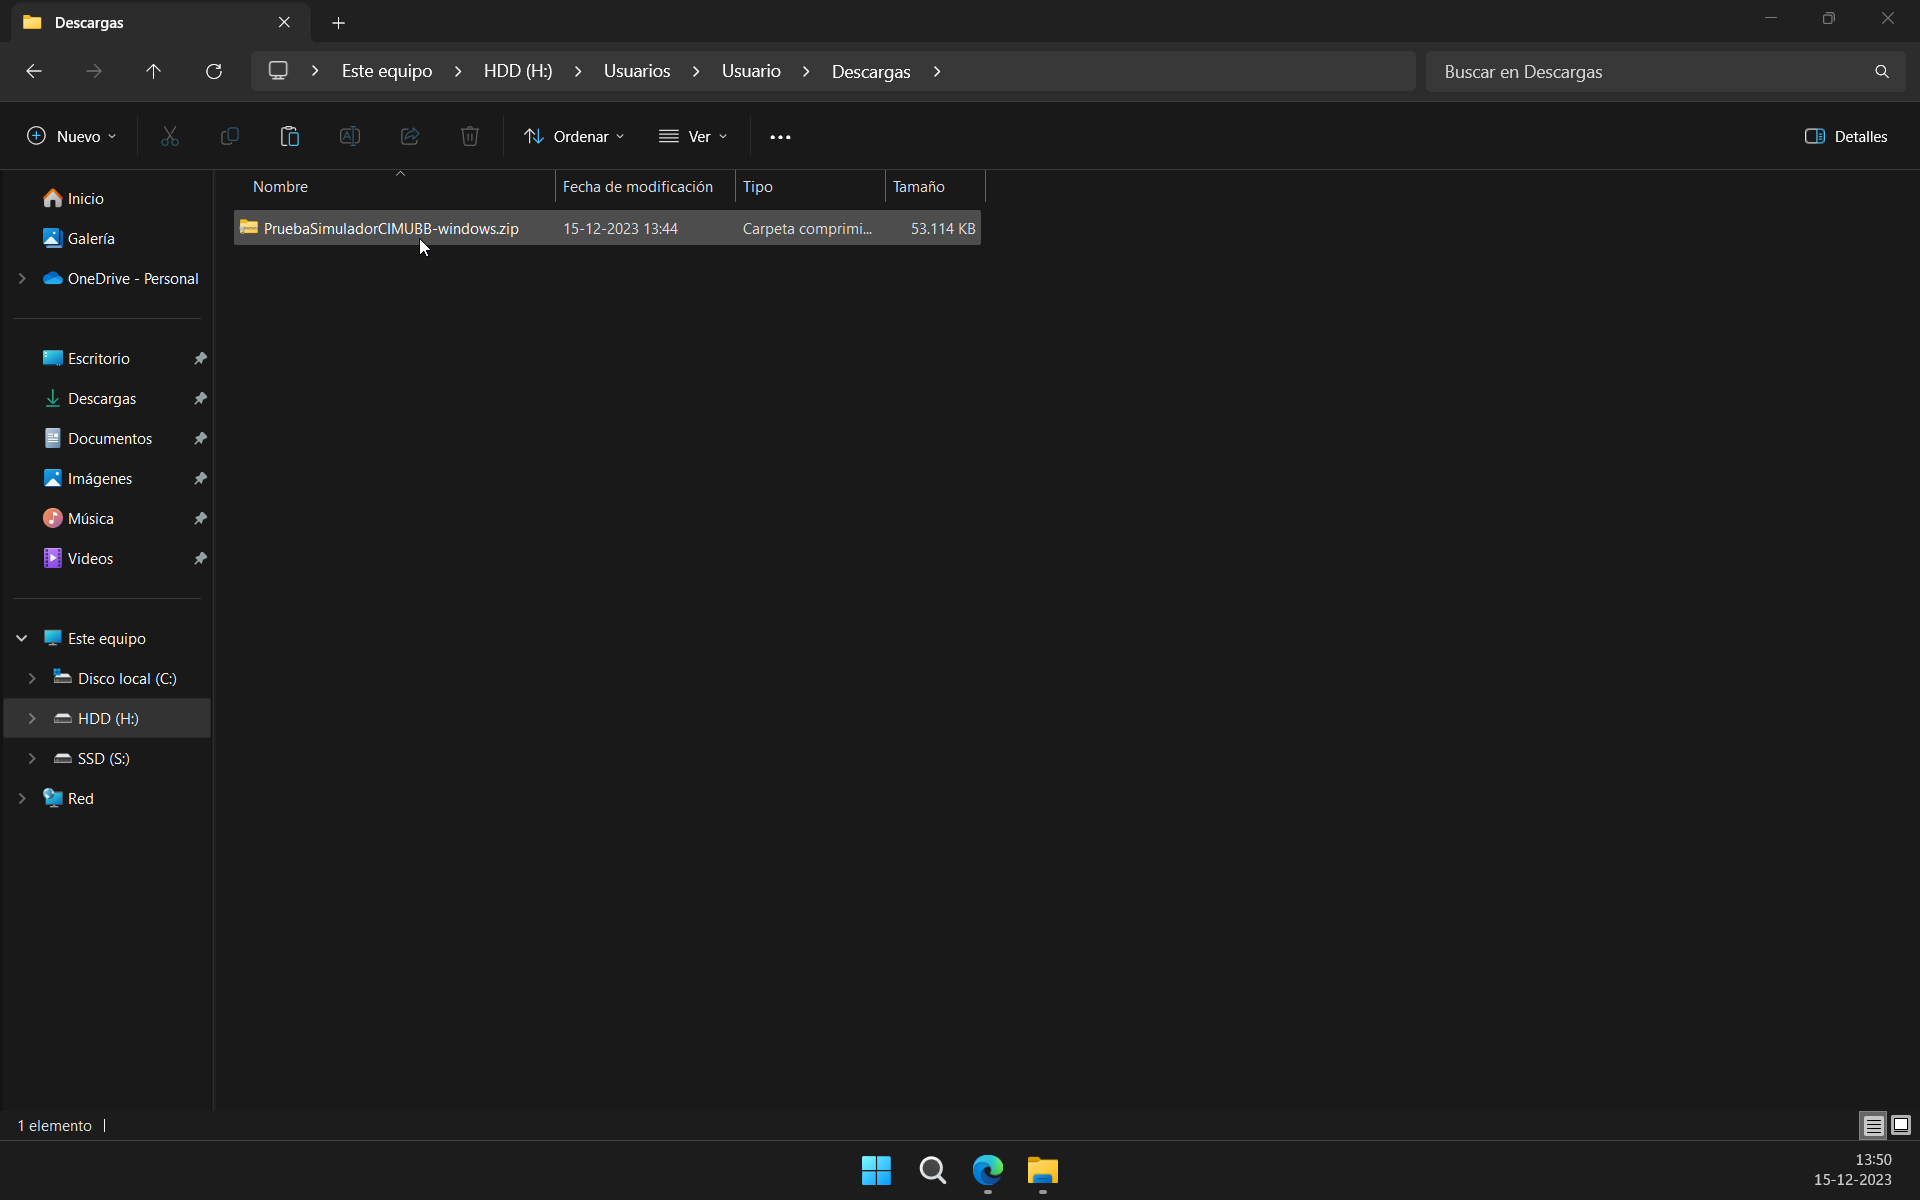 Descargas
Este equipo
HDD (H:)
Usuarios
Usuario
Descargas
Buscar en Descargas
Nuevo
Ordenar
Ver
Detalles
Nombre
Fecha de modificación
Tipo
Tamaño
PruebaSimuladorCIMUBB-windows.zip
15-12-2023 13:44
Carpeta comprimi...
53.114 KB
Inicio
Galería
OneDrive - Personal
Escritorio
Descargas
Documentos
Imágenes
Música
Videos
Este equipo
Disco local (C:)
HDD (H:)
SSD (S:)
Red
1 elemento
13:50
15-12-2023